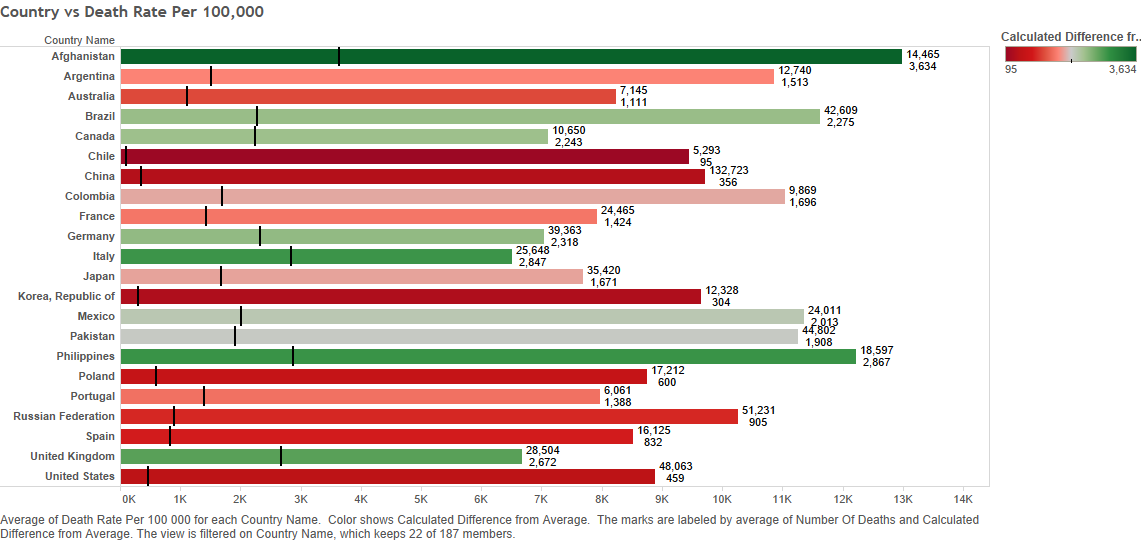 Country vs Death Rate Per 100,000
Calculated Difference fr..
95 3,634
Country Name
Afghanistan 14,465
3,634
Argentina 12,740
1,513
Australia 7,145
1,111
Brazil 42,609
2,275
Canada 10,650
2,243
Chile 5,293
95
China 132,723
356
Colombia 9,869
1,696
France 24,465
1,424
Germany 39,363
2,318
Italy 25,648
2,847
Japan 35,420
1,671
Korea, Republic of 12,328
304
Mexico 24,011
2,013
Pakistan 44,802
1,908
Philippines 18,597
2,867
Poland 17,212
600
Portugal 6,061
1,388
Russian Federation 51,231
905
Spain 16,125
832
United Kingdom 28,504
2,672
United States 48,063
459
0K 1K 2K 3K 4K 5K 6K 7K 8K 9K 10K 11K 12K 13K 14K
Average of Death Rate Per 100 000 for each Country Name.  Color shows Calculated Difference from Average.  The marks are labeled by average of Number Of Deaths and Calculated
Difference from Average. The view is filtered on Country Name, which keeps 22 of 187 members.